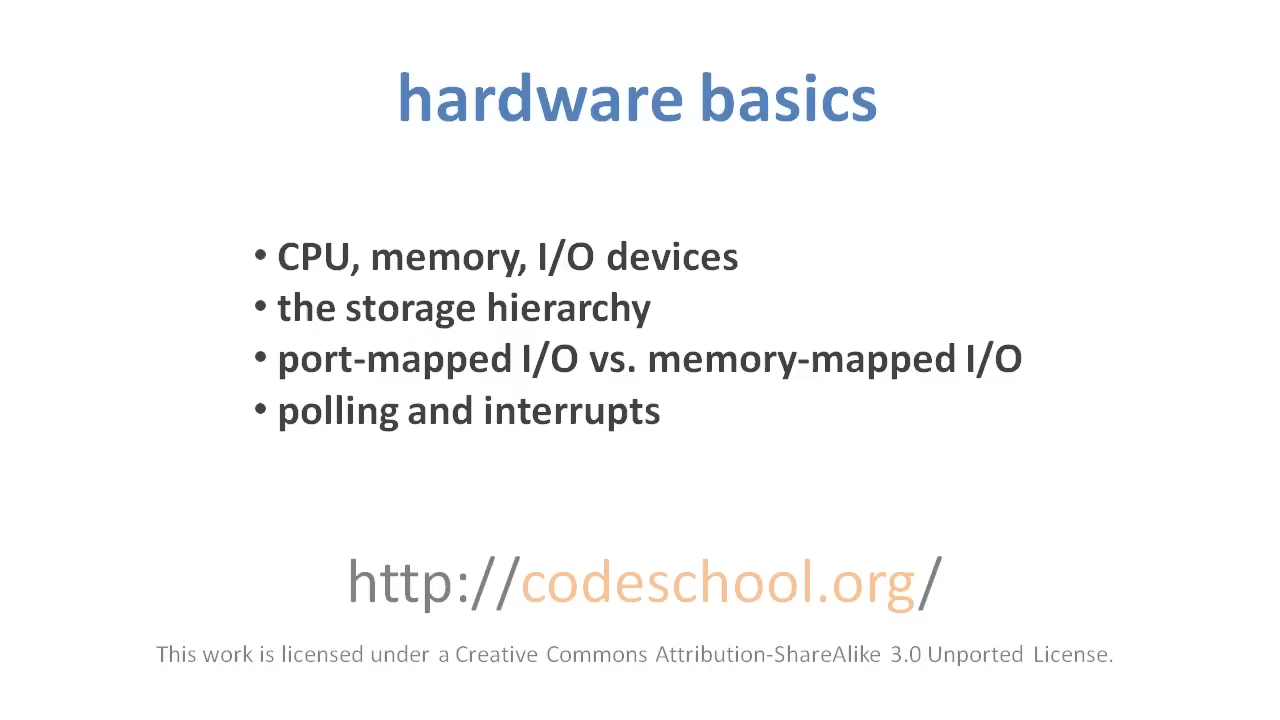 hardware basics
• CPU, memory, I/O devices
• the storage hierarchy
• port-mapped I/O vs. memory-mapped I/O
• polling and interrupts
http://codeschool.org/
This work is licensed under a Creative Commons Attribution-ShareAlike 3.0 Unported License.